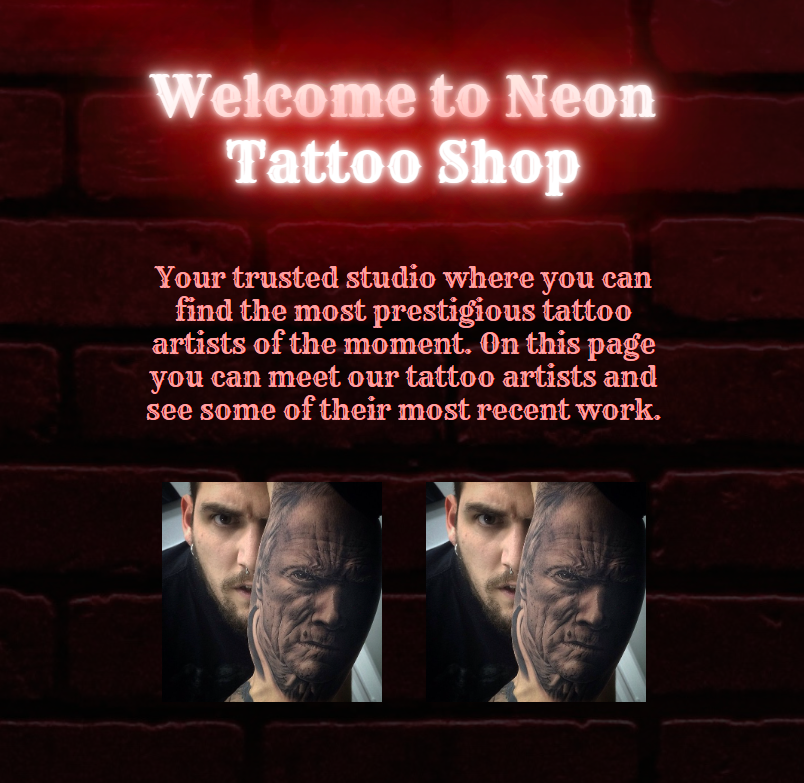 Welcome to Neon
Tattoo Shop
Your trusted studio where you can
find the most prestigious tattoo
artists of the moment. On this page
you can meet our tattoo artists and
see some of their most recent work.